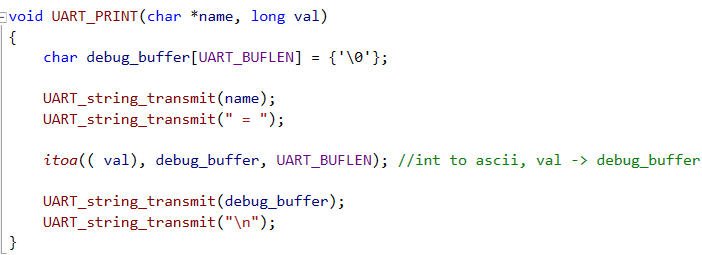 void UART_PRINT(char *name, long val)
{
char debug_buffer[UART_BUFLEN] = {'\0'};
UART_string_transmit(name);
UART_string_transmit(" = ");
itoa(( val), debug_buffer, UART_BUFLEN); //int to ascii, val -> debug_buffer
UART_string_transmit(debug_buffer);
UART_string_transmit("\n");
}